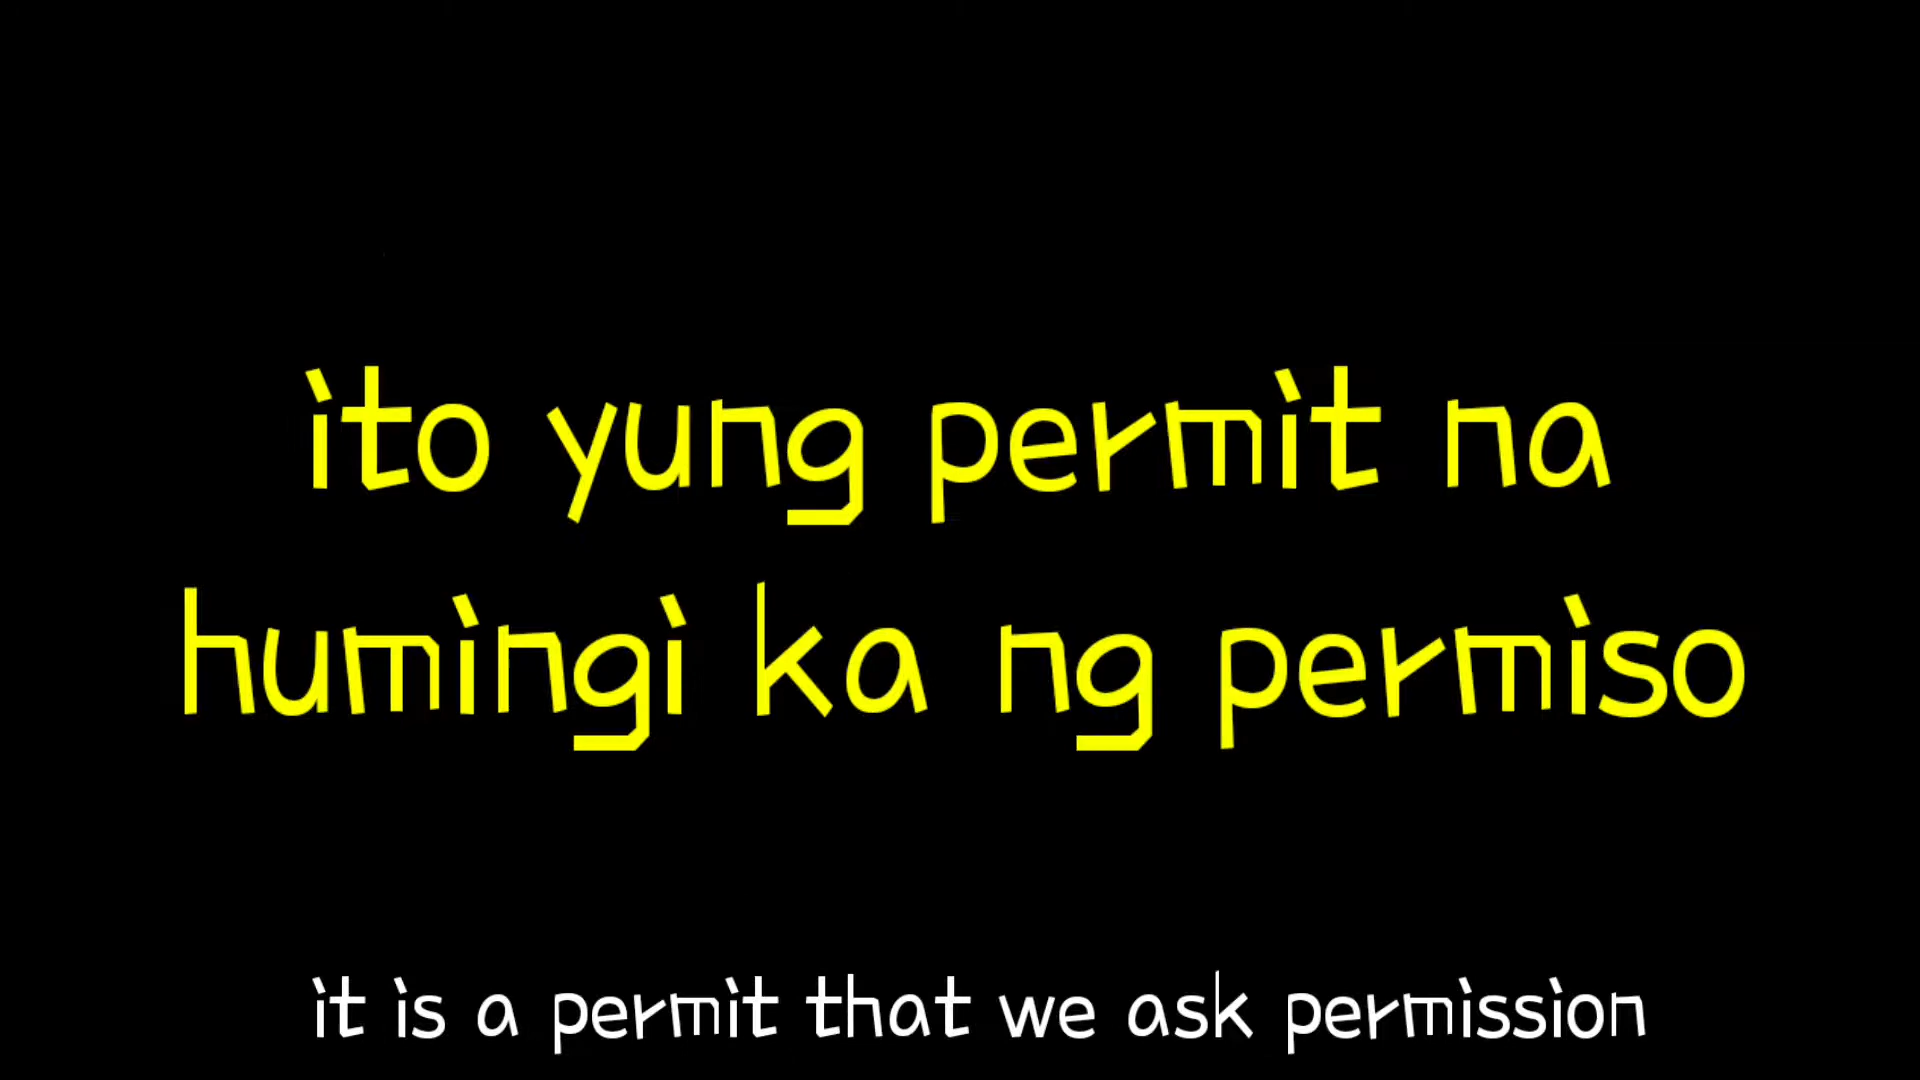 ito yung permit na
humingi ka ng permiso
it is a permit that we ask permission